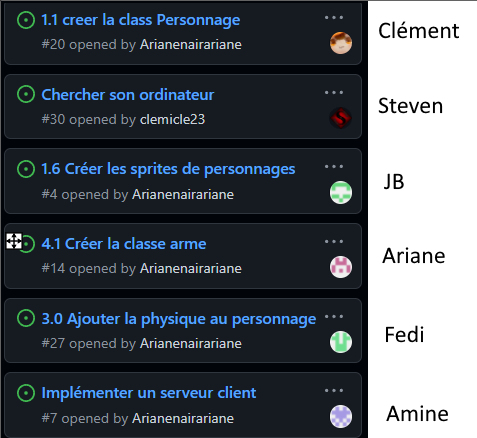 1.1 creer la class Personnage
#20 opened by Arianenairariane
Clément
Chercher son ordinateur
#30 opened by clemicle23
Steven
1.6 Créer les sprites de personnages
#4 opened by Arianenairariane
JB
4.1 Créer la classe arme
#14 opened by Arianenairariane
Ariane
3.0 Ajouter la physique au personnage
#27 opened by Arianenairariane
Fedi
Implémenter un serveur client
#7 opened by Arianenairariane
Amine